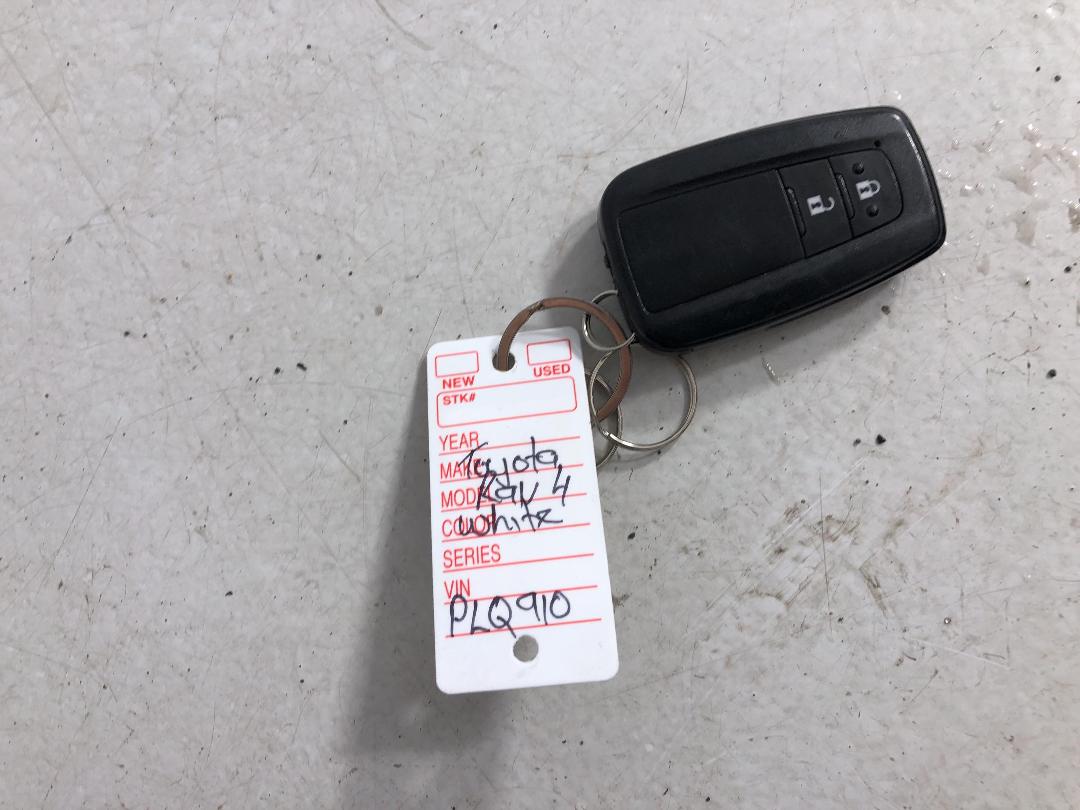 NEW USED
STK#
YEAR
MAKE Toyota
MODEL Rav 4
COLOR white
SERIES
VIN
PLQ910